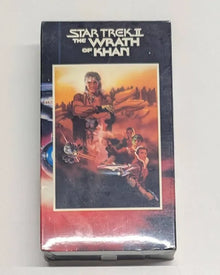 STAR TREK II
THE WRATH
OF KHAN